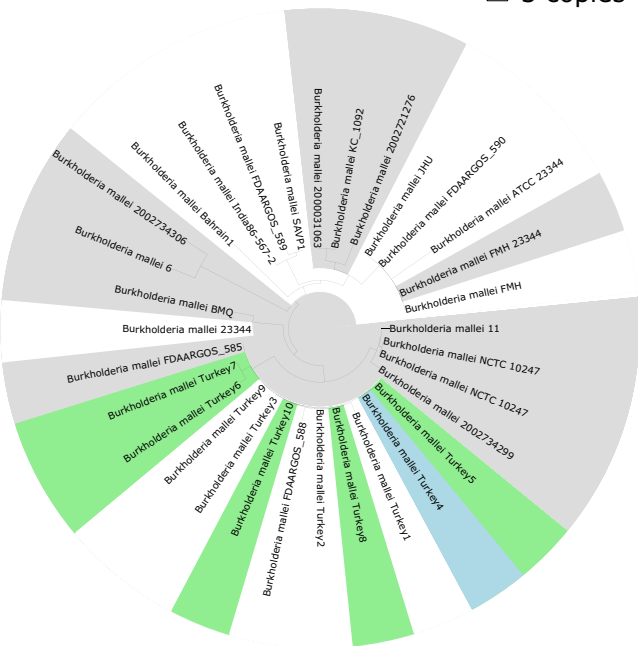 3 copies
Burkholderia mallei 2000031063
Burkholderia mallei KC_1092
Burkholderia mallei 2002721276
Burkholderia mallei JHU
Burkholderia mallei FDAARGOS_590
Burkholderia mallei ATCC 23344
Burkholderia mallei FMH 23344
Burkholderia mallei FMH
Burkholderia mallei 11
Burkholderia mallei NCTC 10247
Burkholderia mallei NCTC 10247
Burkholderia mallei 2002734299
Burkholderia mallei Turkey5
Burkholderia mallei Turkey4
Burkholderia mallei Turkey1
Burkholderia mallei Turkey8
Burkholderia mallei Turkey2
Burkholderia mallei FDAARGOS_588
Burkholderia mallei Turkey10
Burkholderia mallei Turkey3
Burkholderia mallei Turkey9
Burkholderia mallei Turkey6
Burkholderia mallei Turkey7
Burkholderia mallei FDAARGOS_585
Burkholderia mallei 23344
Burkholderia mallei BMQ
Burkholderia mallei 6
Burkholderia mallei 2002734306
Burkholderia mallei Bahrain1
Burkholderia mallei India86-567-2
Burkholderia mallei FDAARGOS_589
Burkholderia mallei SAVP1